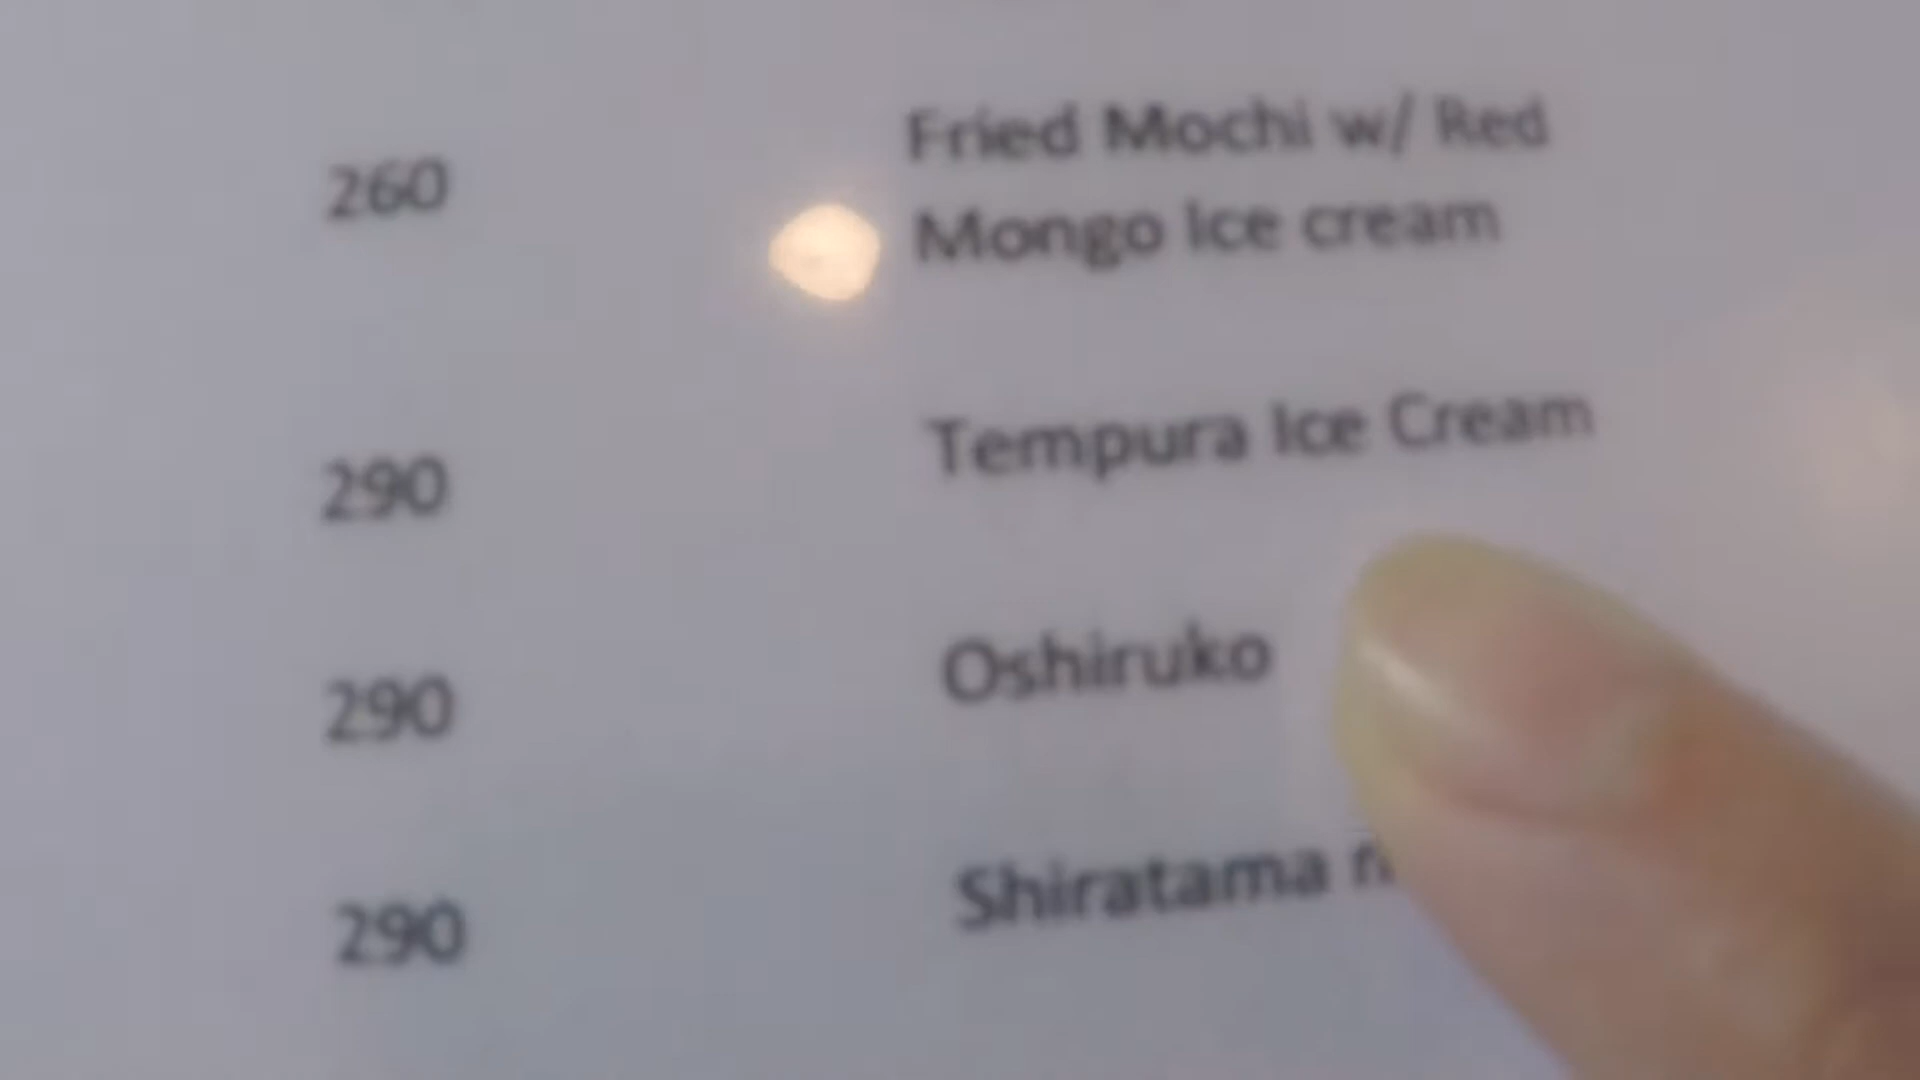 Fried Mochi w/ Red
260
Mongo Ice cream
290 Tempura Ice Cream
290 Oshiruko
290 Shiratama